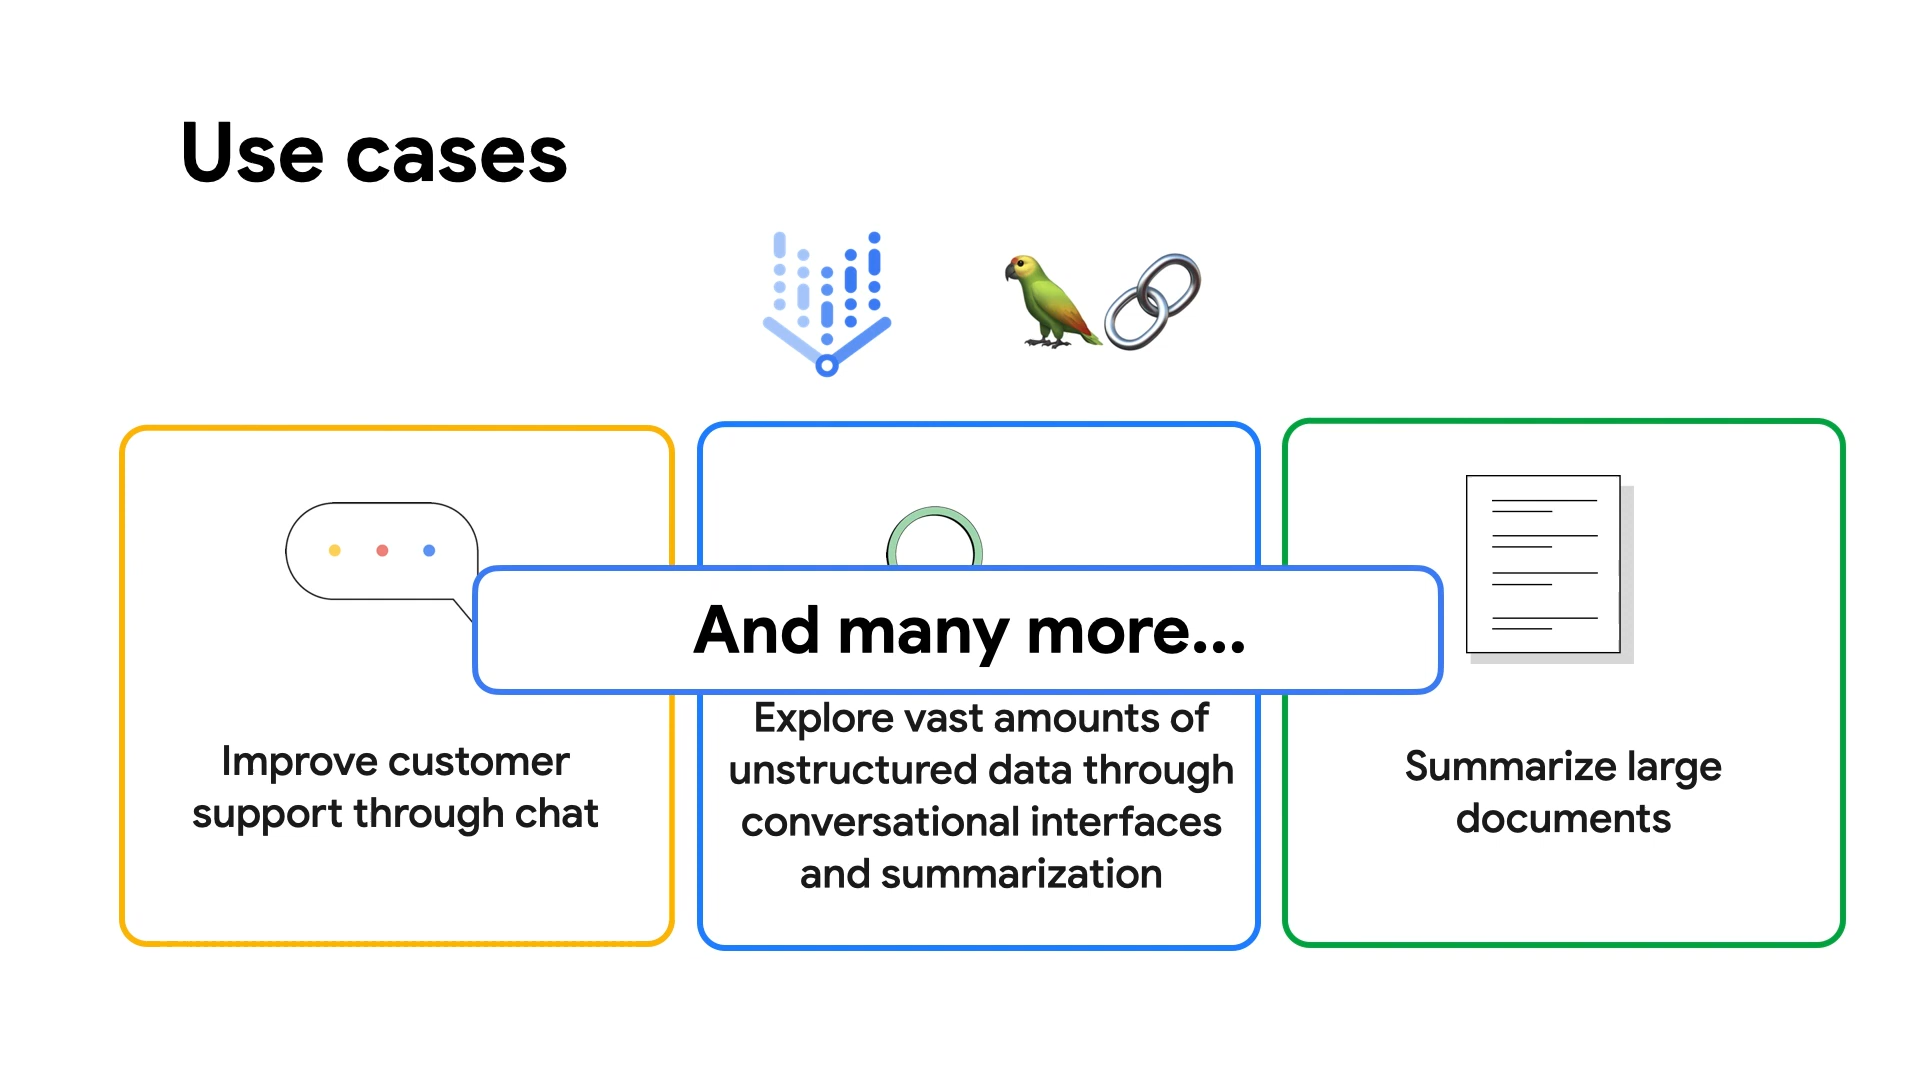 Use cases
And many more...
Improve customer
support through chat
Explore vast amounts of
unstructured data through
conversational interfaces
and summarization
Summarize large
documents